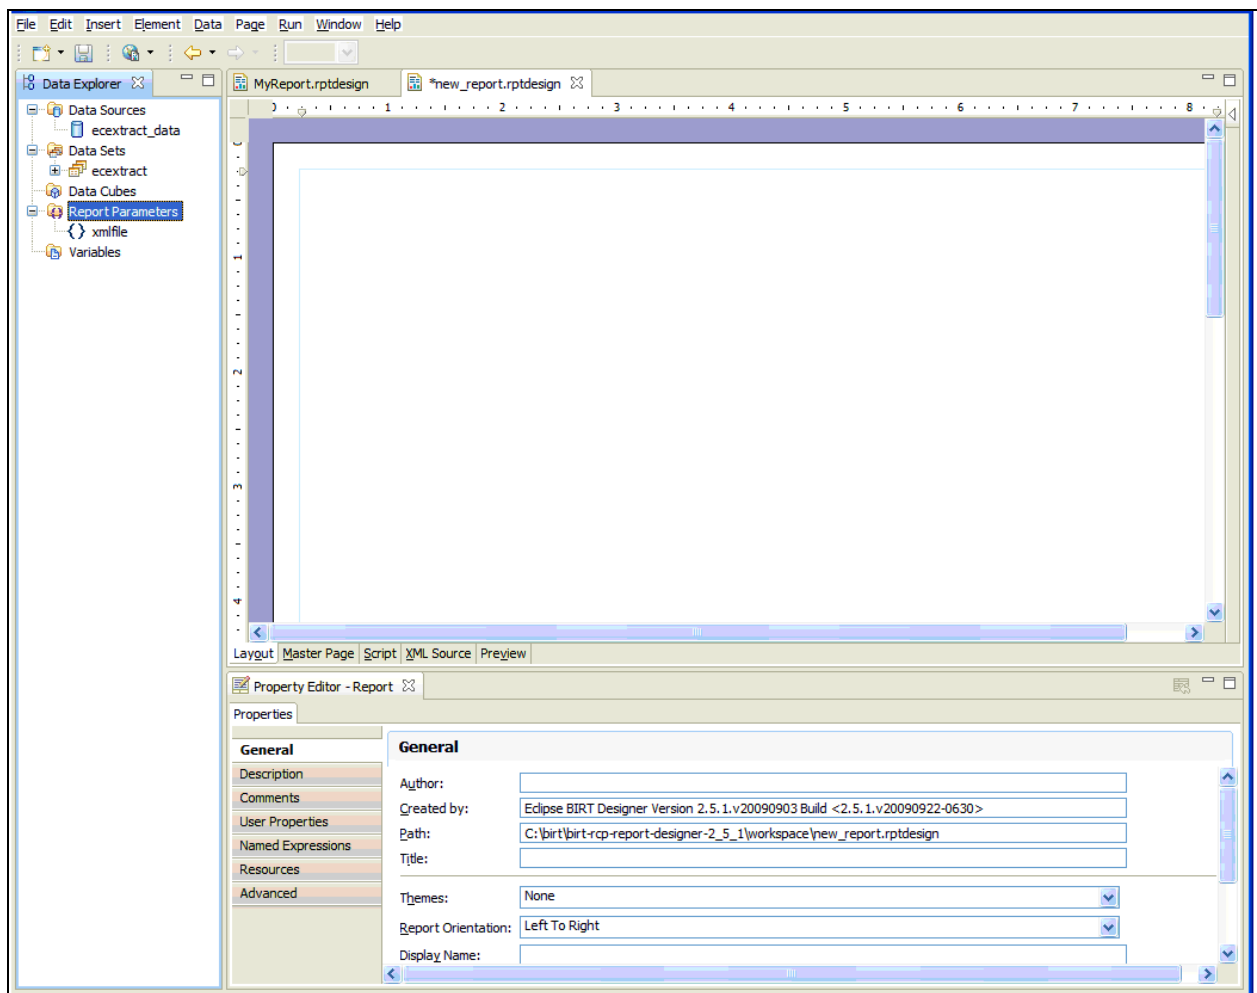 File Edit Insert Element Data Page Run Window Help
Data Explorer
MyReport.rptdesign *new_report.rptdesign
1 2 3 4 5 6 7 8
Data Sources
ecextract_data
Data Sets
ecextract
Data Cubes
Report Parameters
xmlfile
Variables
0
1
2
3
4
Layout Master Page Script XML Source Preview
Property Editor - Report
Properties
General
Description
Comments
User Properties
Named Expressions
Resources
Advanced
General
Author:
Created by: Eclipse BIRT Designer Version 2.5.1.v20090903 Build <2.5.1.v20090922-0630>
Path: C:\birt\birt-rcp-report-designer-2_5_1\workspace\new_report.rptdesign
Title:
Themes: None
Report Orientation: Left To Right
Display Name: